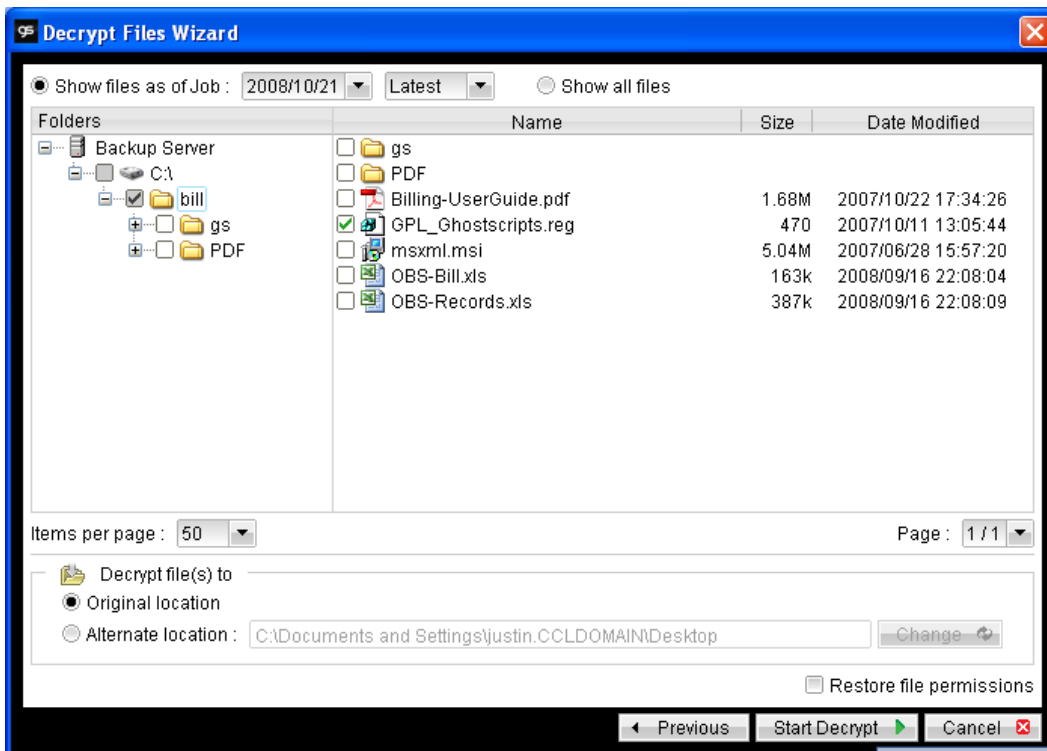 Decrypt Files Wizard
Show files as of Job : 2008/10/21 Latest Show all files
Folders Name Size Date Modified
Backup Server gs
C:\ PDF
bill Billing-UserGuide.pdf 1.68M 2007/10/22 17:34:26
gs GPL_Ghostscripts.reg 470 2007/10/11 13:05:44
PDF msxml.msi 5.04M 2007/06/28 15:57:20
OBS-Bill.xls 163k 2008/09/16 22:08:04
OBS-Records.xls 387k 2008/09/16 22:08:09
Items per page : 50 Page : 1 / 1
Decrypt file(s) to
Original location
Alternate location : C:\Documents and Settings\justin.CCLDOMAIN\Desktop Change
Restore file permissions
Previous Start Decrypt Cancel